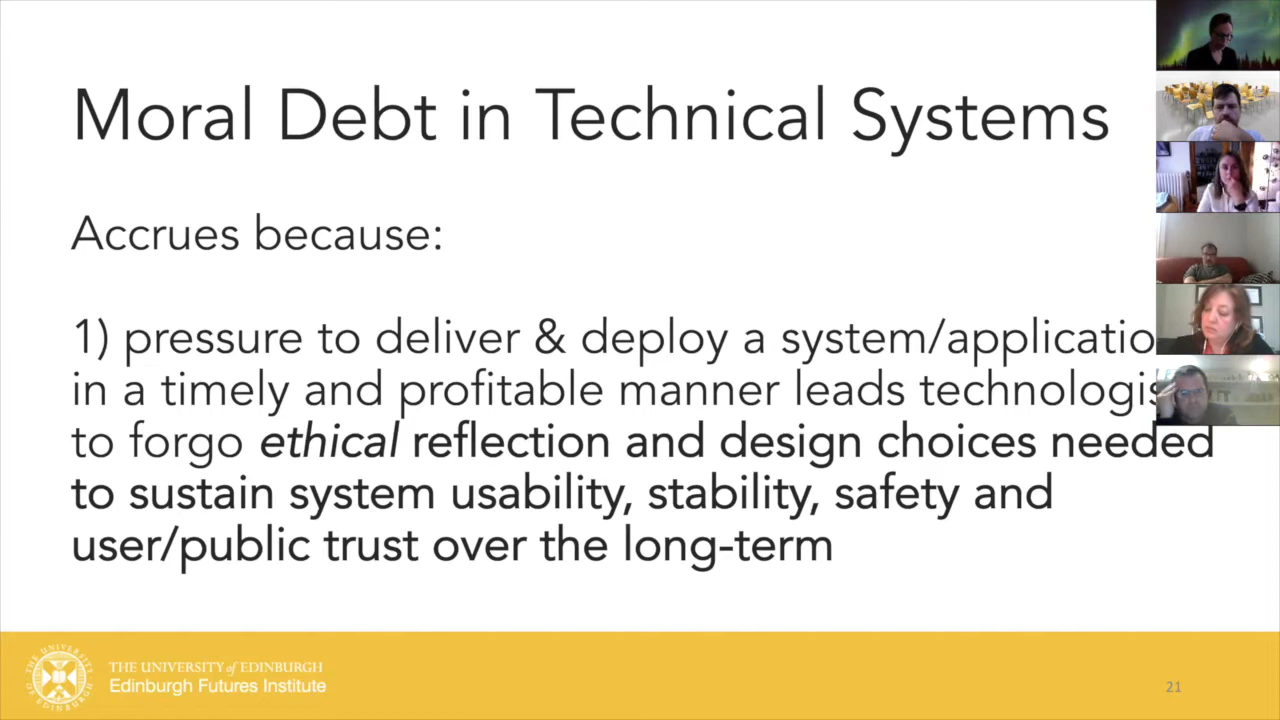 Moral Debt in Technical Systems
Accrues because:
1) pressure to deliver & deploy a system/applicatio
in a timely and profitable manner leads technologis
to forgo ethical reflection and design choices needed
to sustain system usability, stability, safety and
user/public trust over the long-term
THE UNIVERSITY of EDINBURGH
Edinburgh Futures Institute
21